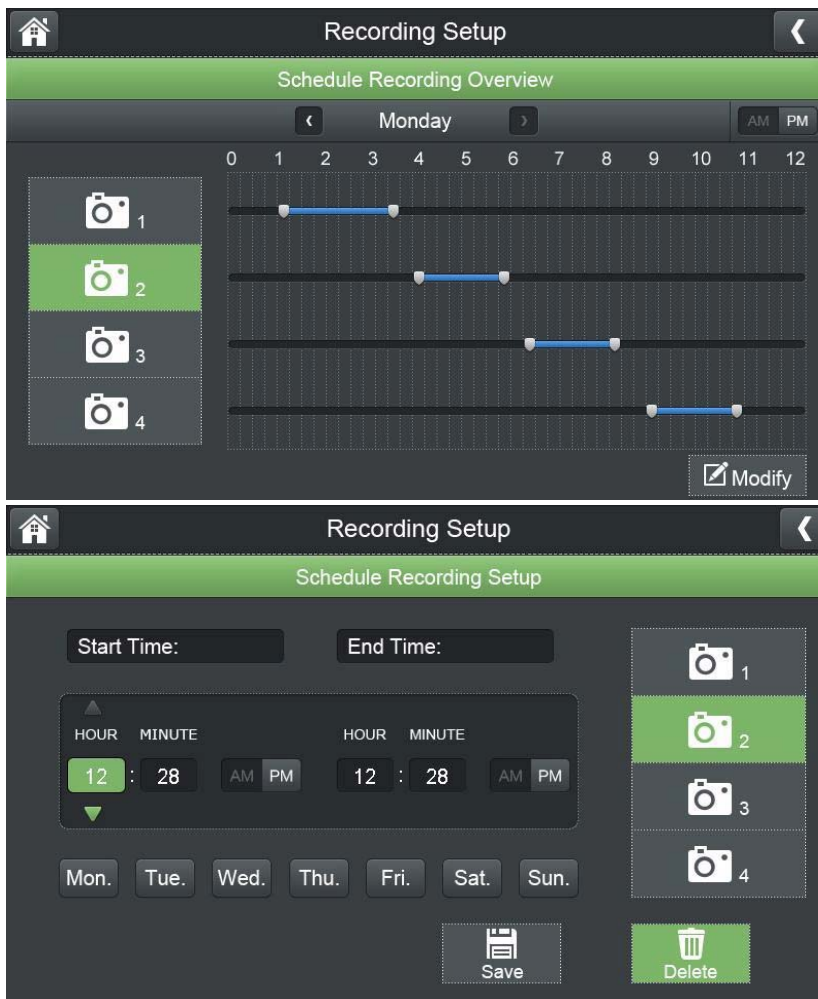 Recording Setup
Schedule Recording Overview
Monday AM PM
0 1 2 3 4 5 6 7 8 9 10 11 12
1
2
3
4
Modify
Recording Setup
Schedule Recording Setup
Start Time: End Time:
1
HOUR MINUTE HOUR MINUTE
2
12 : 28 AM PM 12 : 28 AM PM
3
Mon. Tue. Wed. Thu. Fri. Sat. Sun.
4
Save Delete